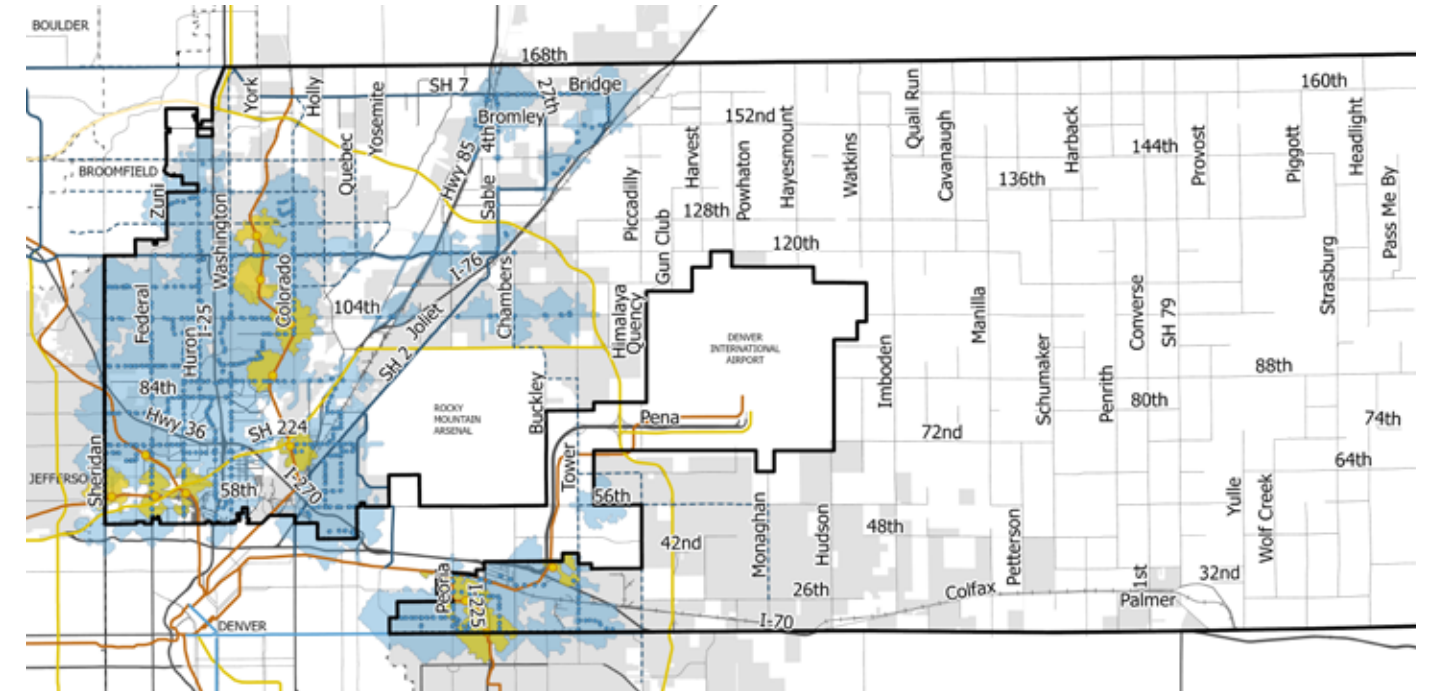 BOULDER
168th
York
Holly
Yosemite
SH 7
27th
Bridge
160th
Quail Run
Bromley
4th
152nd
Harvest
Powhaton
Hayesmount
Watkins
Cavanaugh
Harback
144th
Provost
Piggott
Headlight
Quebec
Hwy 85
BROOMFIELD
Zuni
Sable
136th
Pass Me By
Piccadilly
128th
Washington
Gun Club
120th
Strasburg
I-76
Chambers
Federal
I-25
Colorado
104th
Joliet
Himalaya
Quency
Manilla
Converse
SH 79
Huron
SH 2
DENVER
INTERNATIONAL
AIRPORT
Imboden
Schumaker
88th
84th
Buckley
Penrith
80th
Hwy 36
SH 224
ROCKY
MOUNTAIN
ARSENAL
Pena
72nd
74th
Sheridan
JEFFERSO
I-270
58th
Tower
56th
64th
Monaghan
Hudson
48th
Petterson
Yulle
Wolf Creek
42nd
Peoria
I-225
26th
Colfax
1st
Palmer
32nd
DENVER
I-70